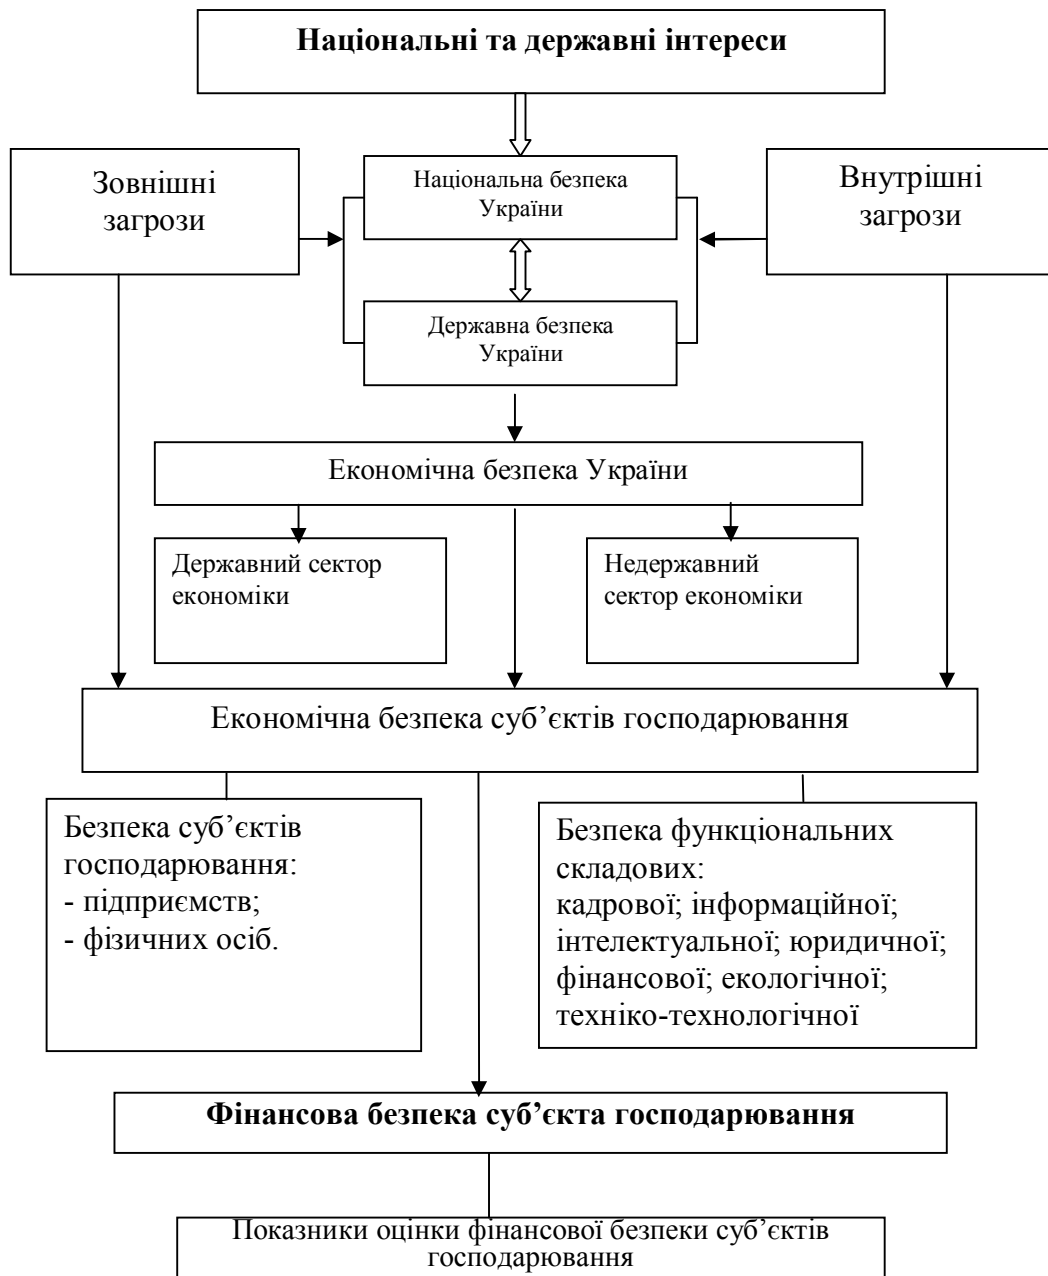 Національні та державні інтереси
Зовнішні
загрози
Національна безпека
України
Внутрішні
загрози
Державна безпека
України
Економічна безпека України
Державний сектор
економіки
Недержавний
сектор економіки
Економічна безпека суб’єктів господарювання
Безпека суб’єктів
господарювання:
- підприємств;
- фізичних осіб.
Безпека функціональних
складових:
кадрової; інформаційної;
інтелектуальної; юридичної;
фінансової; екологічної;
техніко-технологічної
Фінансова безпека суб’єкта господарювання
Показники оцінки фінансової безпеки суб’єктів
господарювання